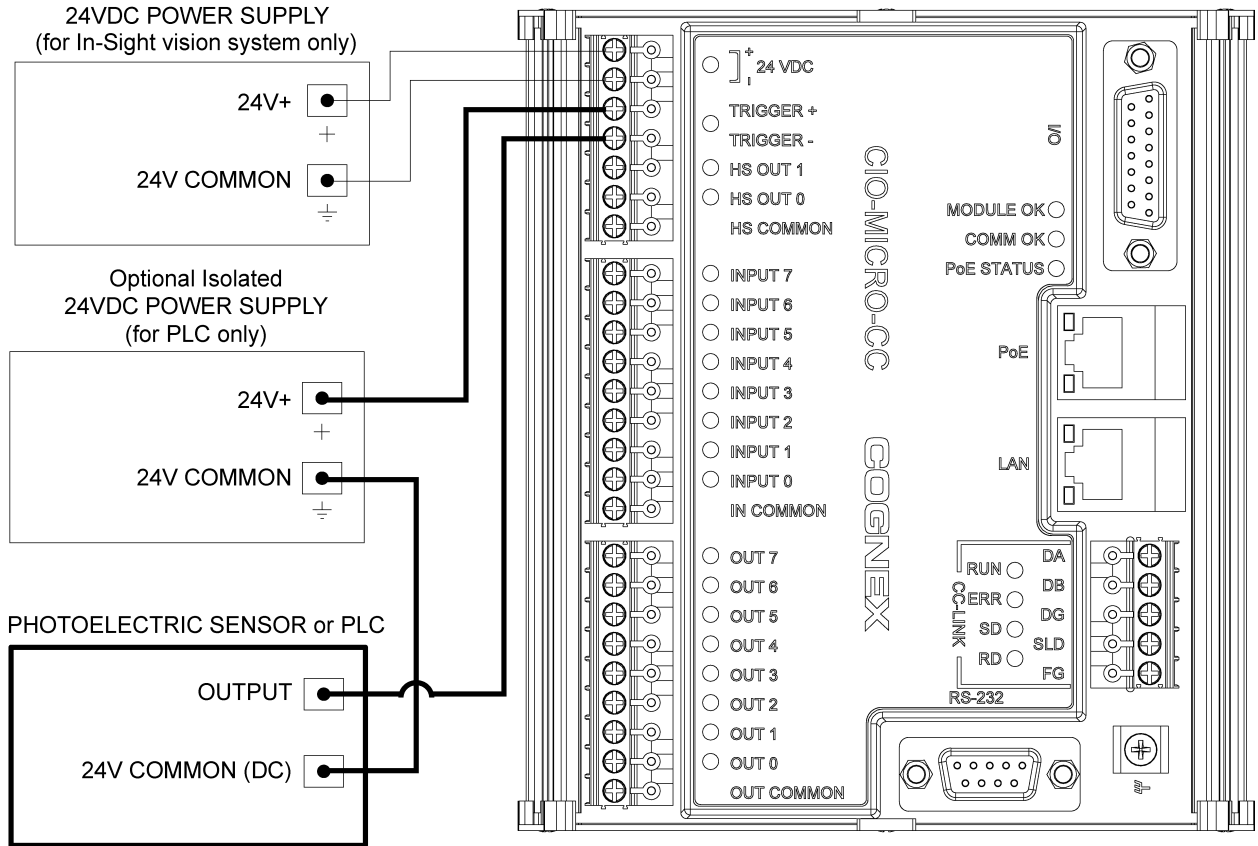 24VDC POWER SUPPLY
(for In-Sight vision system only)
24V+
+
24V COMMON
Optional Isolated
24VDC POWER SUPPLY
(for PLC only)
24V+
+
24V COMMON
PHOTOELECTRIC SENSOR or PLC
OUTPUT
24V COMMON (DC)
+
-
24 VDC
TRIGGER +
TRIGGER -
HS OUT 1
HS OUT 0
HS COMMON
INPUT 7
INPUT 6
INPUT 5
INPUT 4
INPUT 3
INPUT 2
INPUT 1
INPUT 0
IN COMMON
OUT 7
OUT 6
OUT 5
OUT 4
OUT 3
OUT 2
OUT 1
OUT 0
OUT COMMON
CIO-MICRO-CC
COGNEX
I/O
MODULE OK
COMM OK
PoE STATUS
PoE
LAN
CC-LINK
RUN
ERR
SD
RD
DA
DB
DG
SLD
FG
RS-232